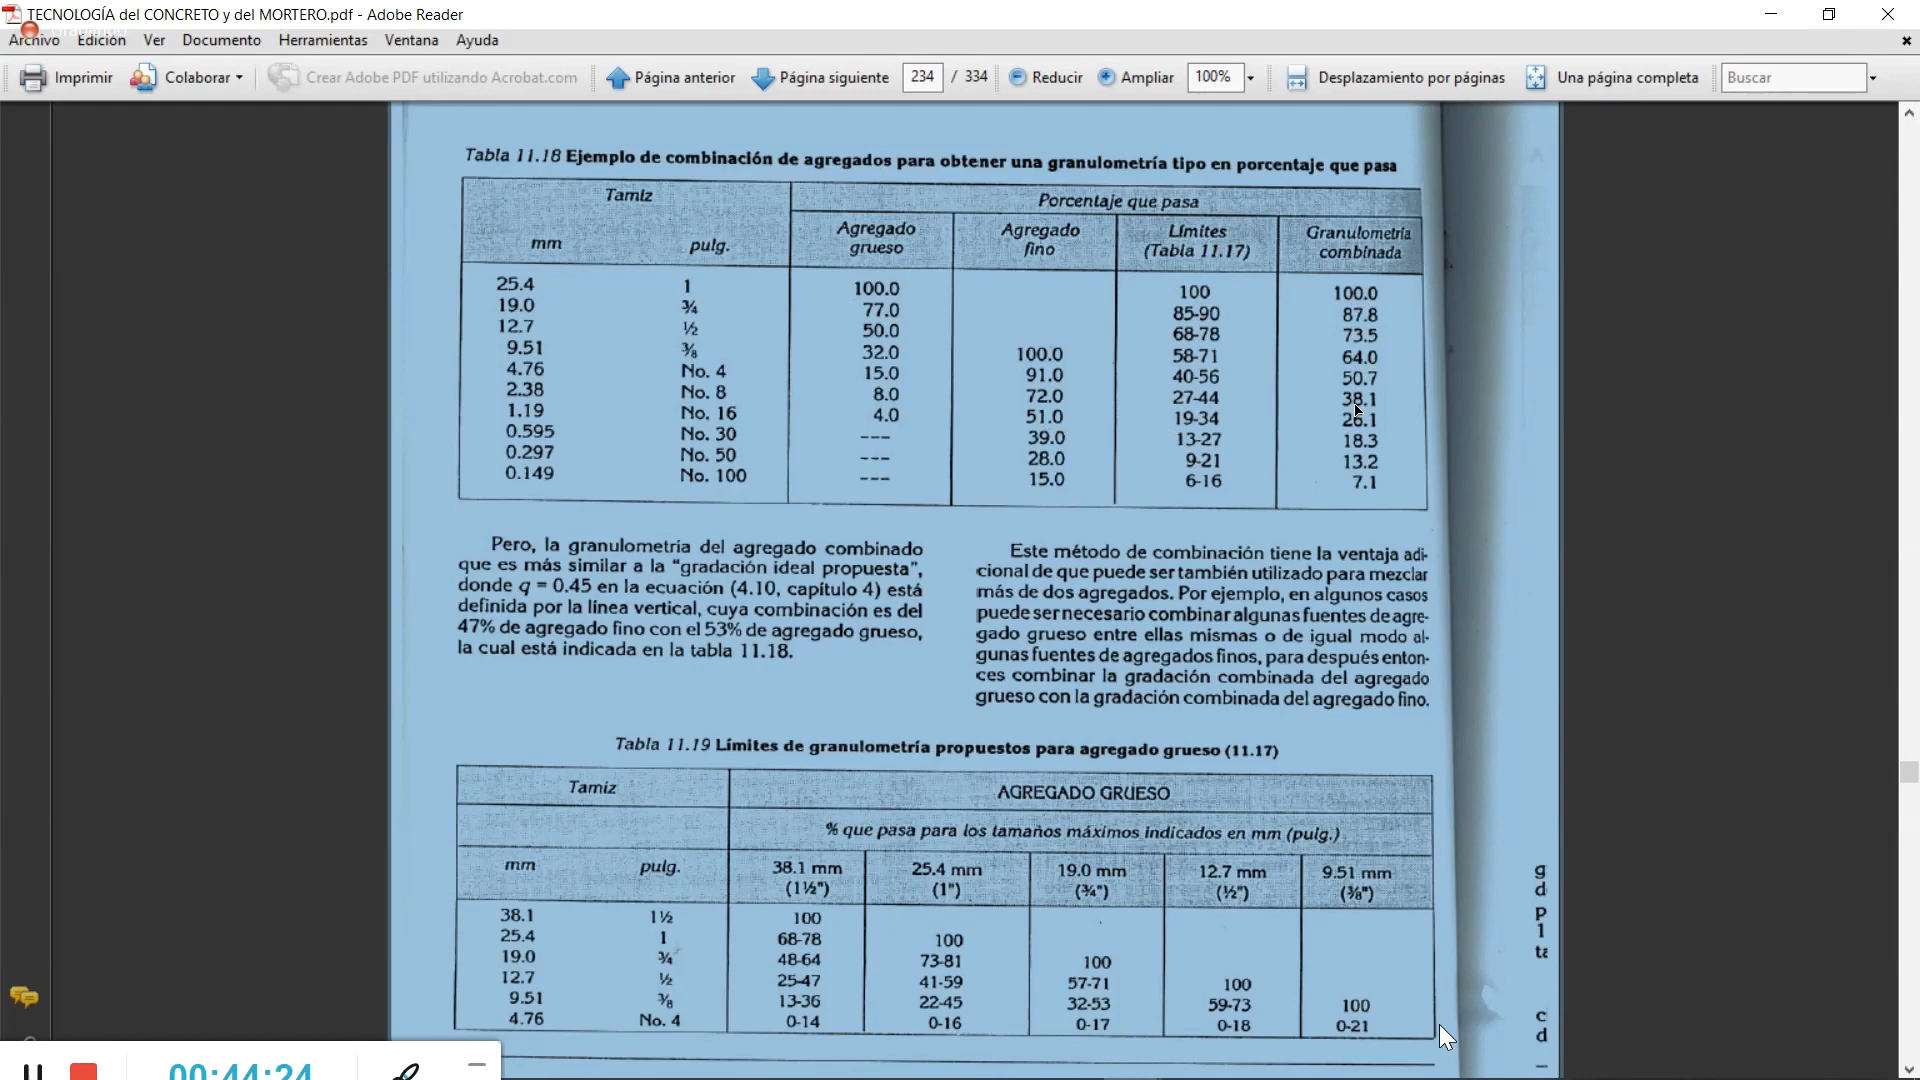 TECNOLOGÍA del CONCRETO y del MORTERO.pdf - Adobe Reader
Archivo Edición Ver Documento Herramientas Ventana Ayuda
Imprimir Colaborar Crear Adobe PDF utilizando Acrobat.com Página anterior Página siguiente 234 / 334 Reducir Ampliar 100% Desplazamiento por páginas Una página completa Buscar
Tabla 11.18 Ejemplo de combinación de agregados para obtener una granulometría tipo en porcentaje que pasa
Tamiz Porcentaje que pasa
mm pulg. Agregado grueso Agregado fino Límites (Tabla 11.17) Granulometría combinada
25.4 1 100.0 100 100.0
19.0 ¾ 77.0 85-90 87.8
12.7 ½ 50.0 68-78 73.5
9.51 ⅜ 32.0 100.0 58-71 64.0
4.76 No. 4 15.0 91.0 40-56 50.7
2.38 No. 8 8.0 72.0 27-44 38.1
1.19 No. 16 4.0 51.0 19-34 26.1
0.595 No. 30 --- 39.0 13-27 18.3
0.297 No. 50 --- 28.0 9-21 13.2
0.149 No. 100 --- 15.0 6-16 7.1
Pero, la granulometría del agregado combinado
que es más similar a la "gradación ideal propuesta",
donde q = 0.45 en la ecuación (4.10, capítulo 4) está
definida por la línea vertical, cuya combinación es del
47% de agregado fino con el 53% de agregado grueso,
la cual está indicada en la tabla 11.18.
Este método de combinación tiene la ventaja adi-
cional de que puede ser también utilizado para mezclar
más de dos agregados. Por ejemplo, en algunos casos
puede ser necesario combinar algunas fuentes de agre-
gado grueso entre ellas mismas o de igual modo al-
gunas fuentes de agregados finos, para después enton-
ces combinar la gradación combinada del agregado
grueso con la gradación combinada del agregado fino.
Tabla 11.19 Límites de granulometría propuestos para agregado grueso (11.17)
Tamiz AGREGADO GRUESO
% que pasa para los tamaños máximos indicados en mm (pulg.)
mm pulg. 38.1 mm (1½") 25.4 mm (1") 19.0 mm (¾") 12.7 mm (½") 9.51 mm (⅜")
38.1 1½ 100
25.4 1 68-78 100
19.0 ¾ 48-64 73-81 100
12.7 ½ 25-47 41-59 57-71 100
9.51 ⅜ 13-36 22-45 32-53 59-73 100
4.76 No. 4 0-14 0-16 0-17 0-18 0-21
g
d
P
1
ta
c
d
00:44:24